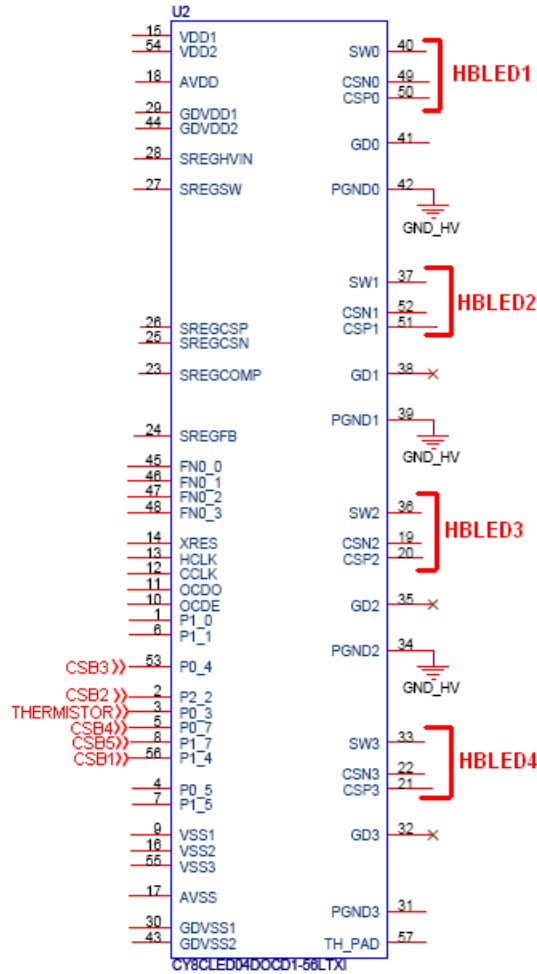 U2
15 VDD1
54 VDD2
18 AVDD
29 GDVDD1
44 GDVDD2
28 SREGHVIN
27 SREGSW
26 SREGCSP
25 SREGCSN
23 SREGCOMP
24 SREGFB
45 FN0_0
46 FN0_1
47 FN0_2
48 FN0_3
14 XRES
13 HCLK
12 CCLK
11 OCDO
10 OCDE
1 P1_0
6 P1_1
CSB3 53 P0_4
CSB2 2 P2_2
THERMISTOR 3 P0_3
CSB4 5 P0_7
CSB5 8 P1_7
CSB1 56 P1_4
4 P0_5
7 P1_5
9 VSS1
16 VSS2
55 VSS3
17 AVSS
30 GDVSS1
43 GDVSS2
SW0 40
CSN0 49
CSP0 50
HBLED1
GD0 41
PGND0 42
GND_HV
SW1 37
CSN1 52
CSP1 51
HBLED2
GD1 38
PGND1 39
GND_HV
SW2 36
CSN2 19
CSP2 20
HBLED3
GD2 35
PGND2 34
GND_HV
SW3 33
CSN3 22
CSP3 21
HBLED4
GD3 32
PGND3 31
TH_PAD 57
CY8CLED04DOCD1-56LTXI